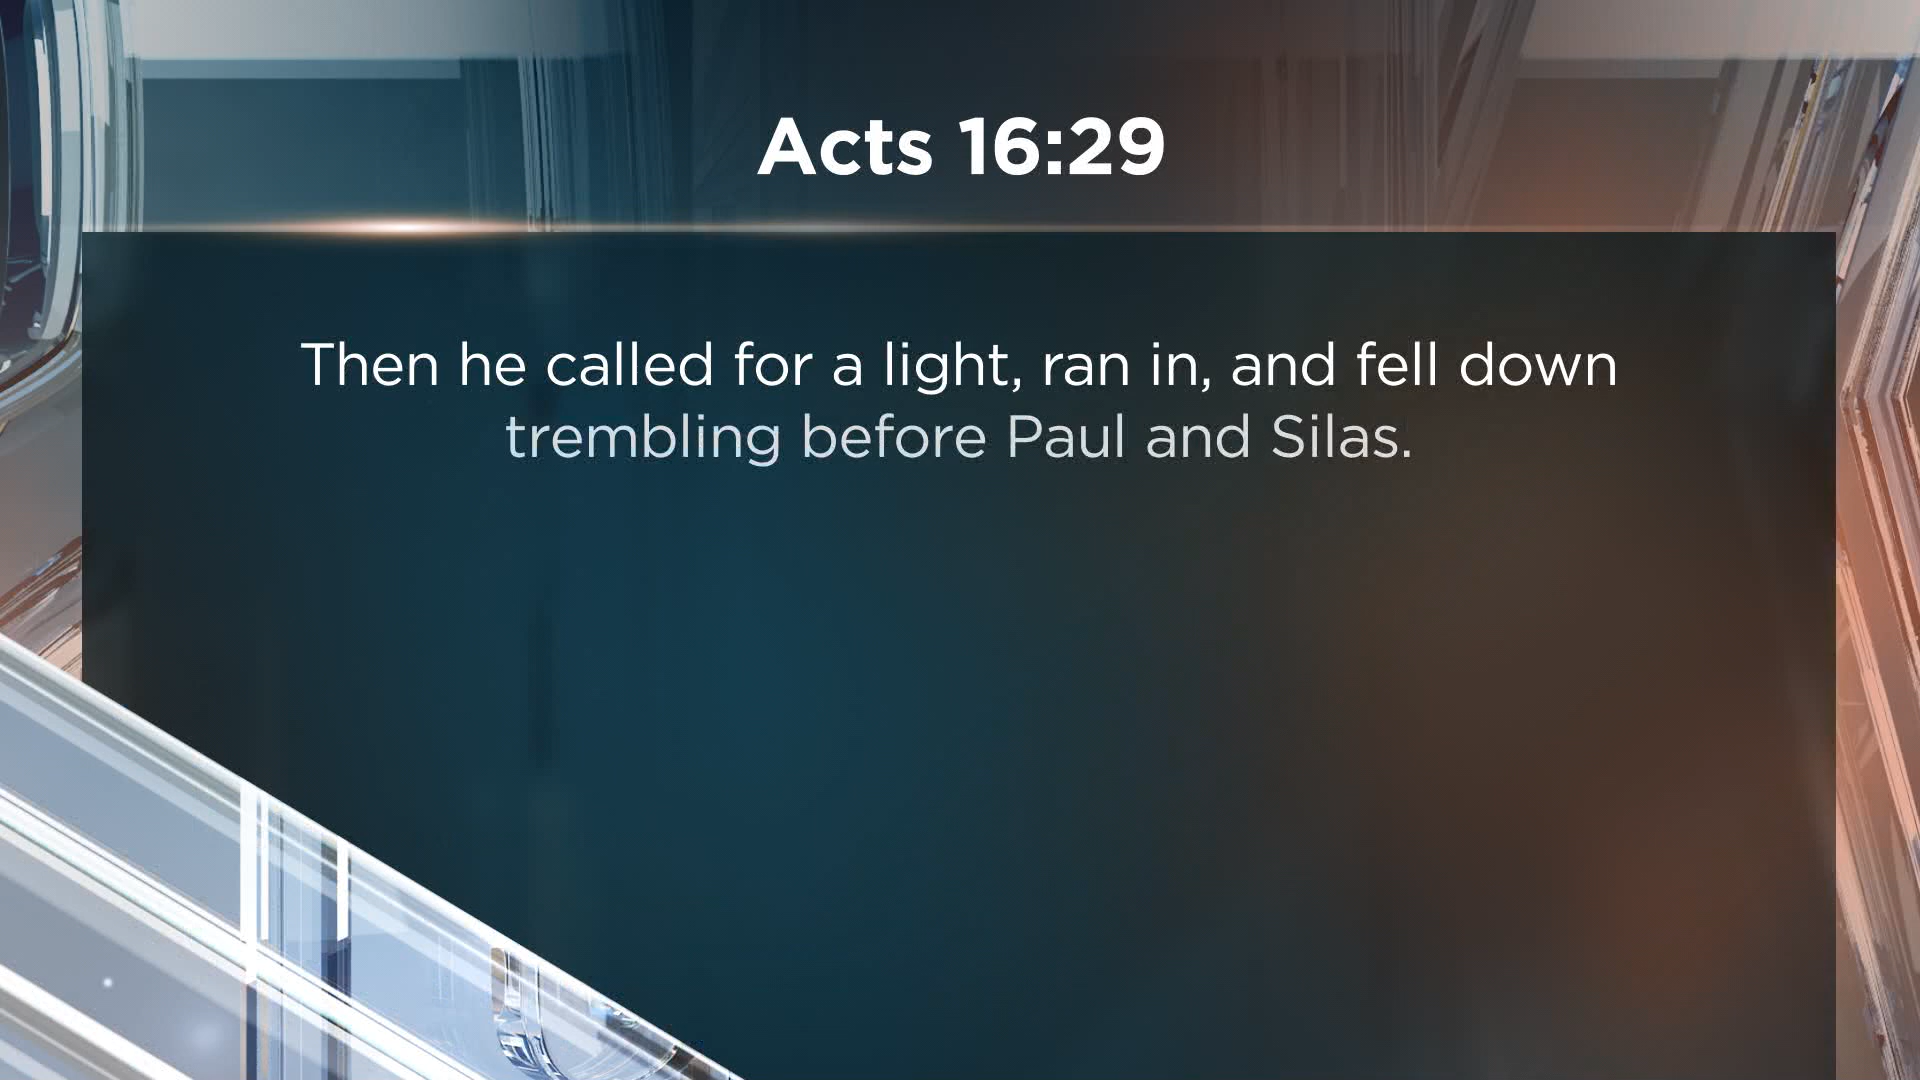 Acts 16:29
Then he called for a light, ran in, and fell down
trembling before Paul and Silas.